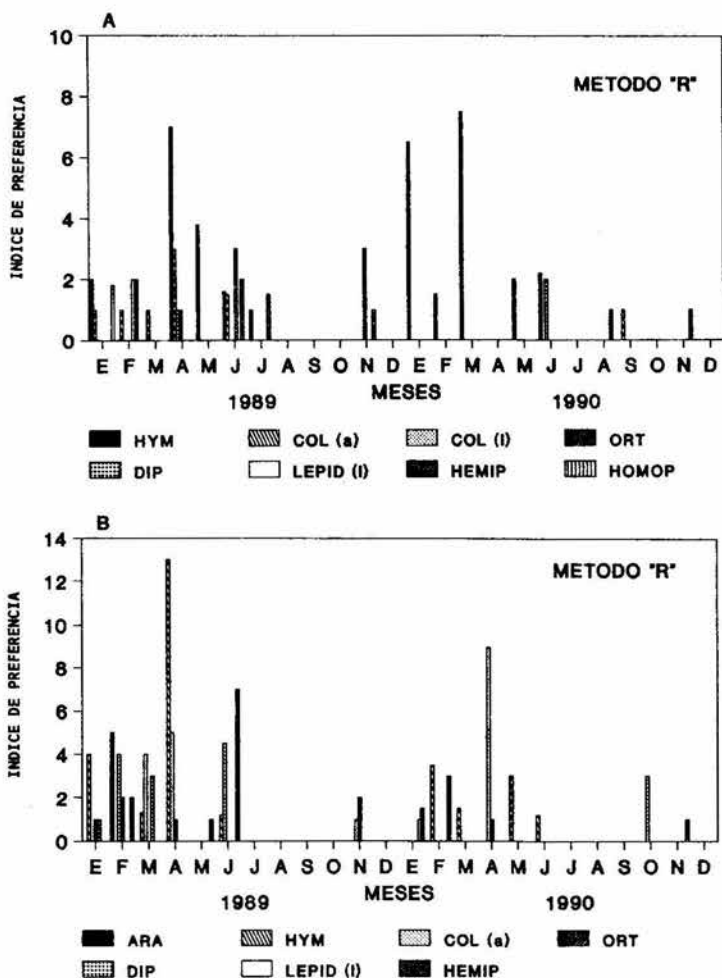 A
METODO "R"
INDICE DE PREFERENCIA
10
8
6
4
2
0
E F M A M J J A S O N D E F M A M J J A S O N D
MESES
1989 1990
HYM COL (a) COL (l) ORT
DIP LEPID (l) HEMIP HOMOP
B
METODO "R"
INDICE DE PREFERENCIA
14
12
10
8
6
4
2
0
E F M A M J J A S O N D E F M A M J J A S O N D
MESES
1989 1990
ARA HYM COL (a) ORT
DIP LEPID (l) HEMIP